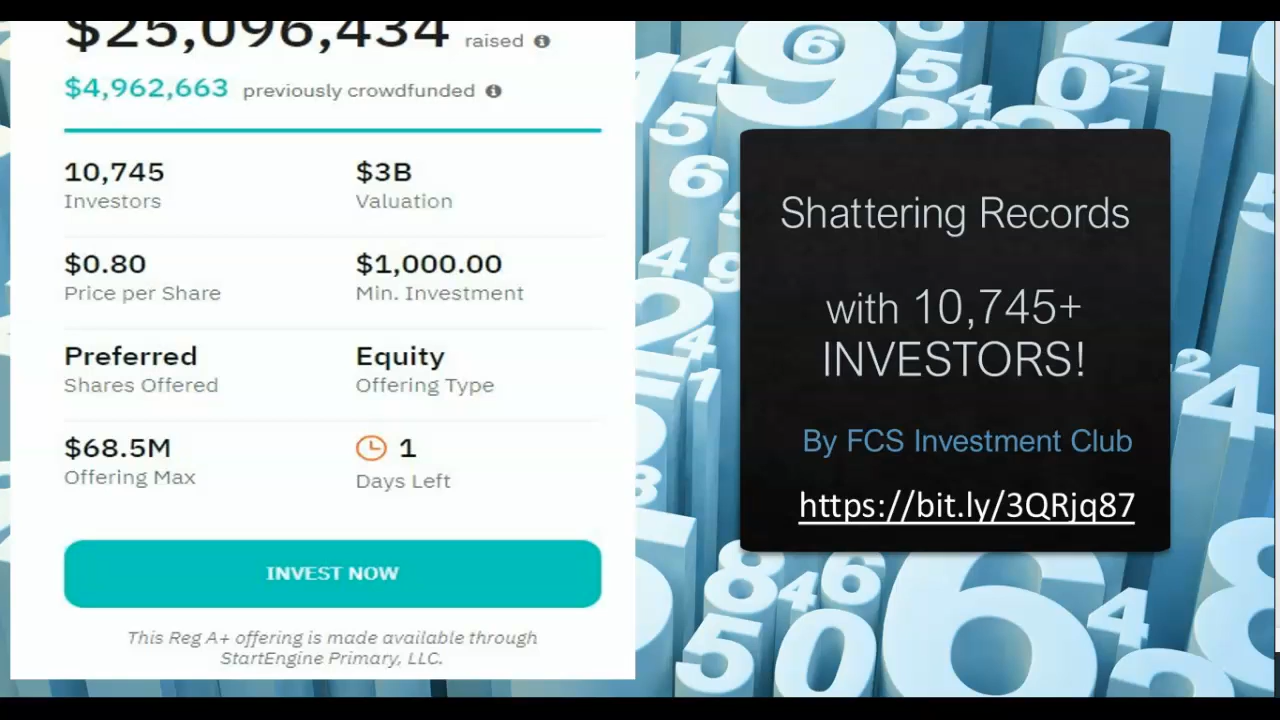 $25,096,434 raised
$4,962,663 previously crowdfunded
10,745 $3B
Investors Valuation
$0.80 $1,000.00
Price per Share Min. Investment
Preferred Equity
Shares Offered Offering Type
$68.5M 1
Offering Max Days Left
INVEST NOW
This Reg A+ offering is made available through
StartEngine Primary, LLC.
Shattering Records
with 10,745+
INVESTORS!
By FCS Investment Club
https://bit.ly/3QRjq87